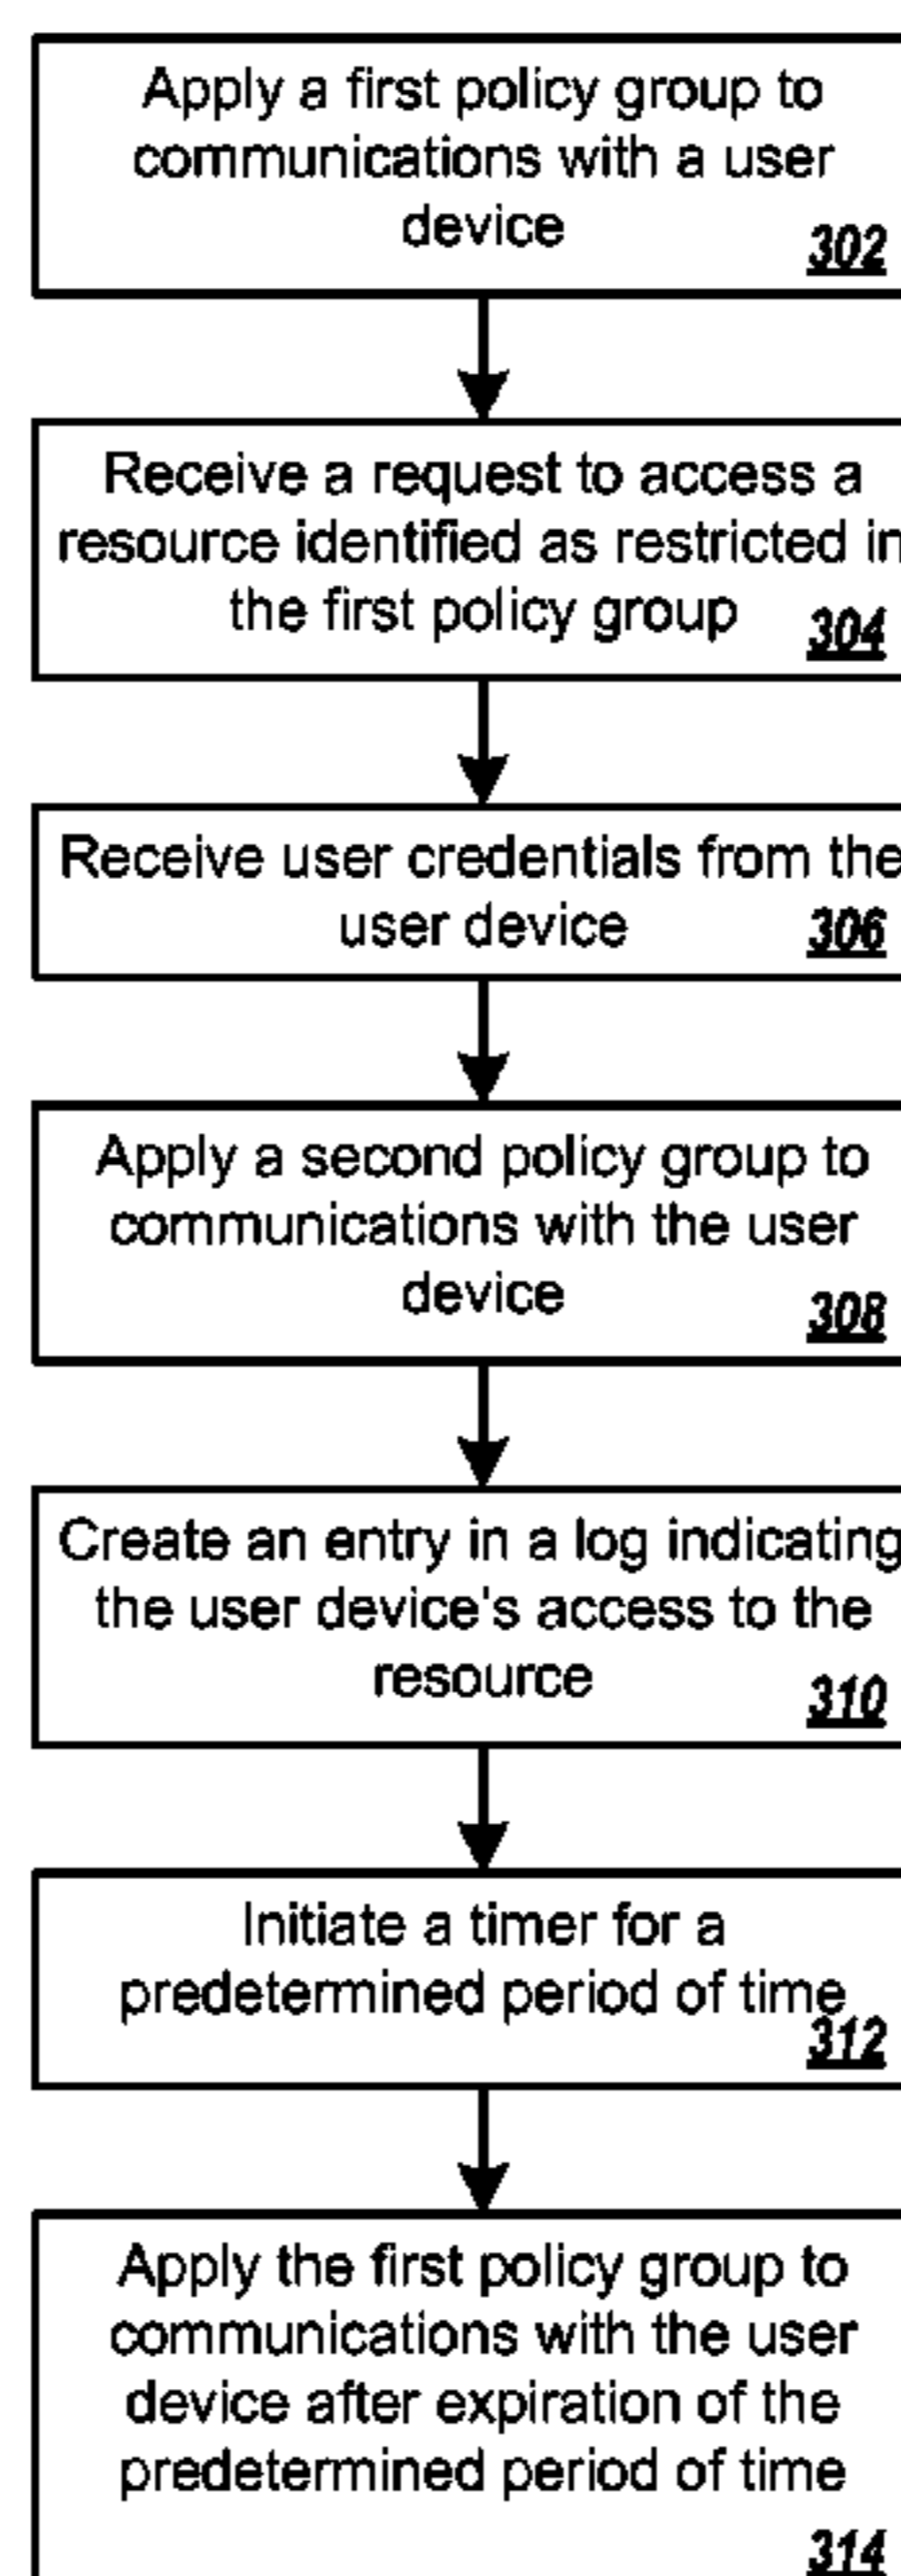 Apply a first policy group to
communications with a user
device
302
Receive a request to access a
resource identified as restricted in
the first policy group
304
Receive user credentials from the
user device
306
Apply a second policy group to
communications with the user
device
308
Create an entry in a log indicating
the user device's access to the
resource
310
Initiate a timer for a
predetermined period of time
312
Apply the first policy group to
communications with the user
device after expiration of the
predetermined period of time
314